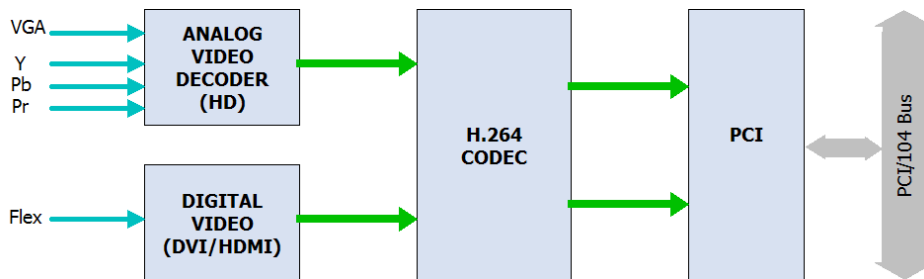 VGA
Y
Pb
Pr
ANALOG
VIDEO
DECODER
(HD)
Flex
DIGITAL
VIDEO
(DVI/HDMI)
H.264
CODEC
PCI
PCI/104 Bus